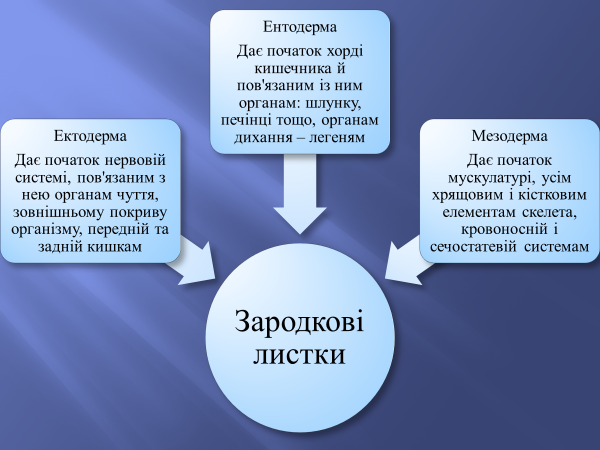 Ентодерма
Дає початок хорді
кишечника й
пов'язаним із ним
органам: шлунку,
печінці тощо, органам
дихання – легеням
Ектодерма
Дає початок нервовій
системі, пов'язаним з
нею органам чуття,
зовнішньому покриву
організму, передній та
задній кишкам
Мезодерма
Дає початок
мускулатурі, усім
хрящовим і кістковим
елементам скелета,
кровоносній і
сечостатевій системам
Зародкові
листки